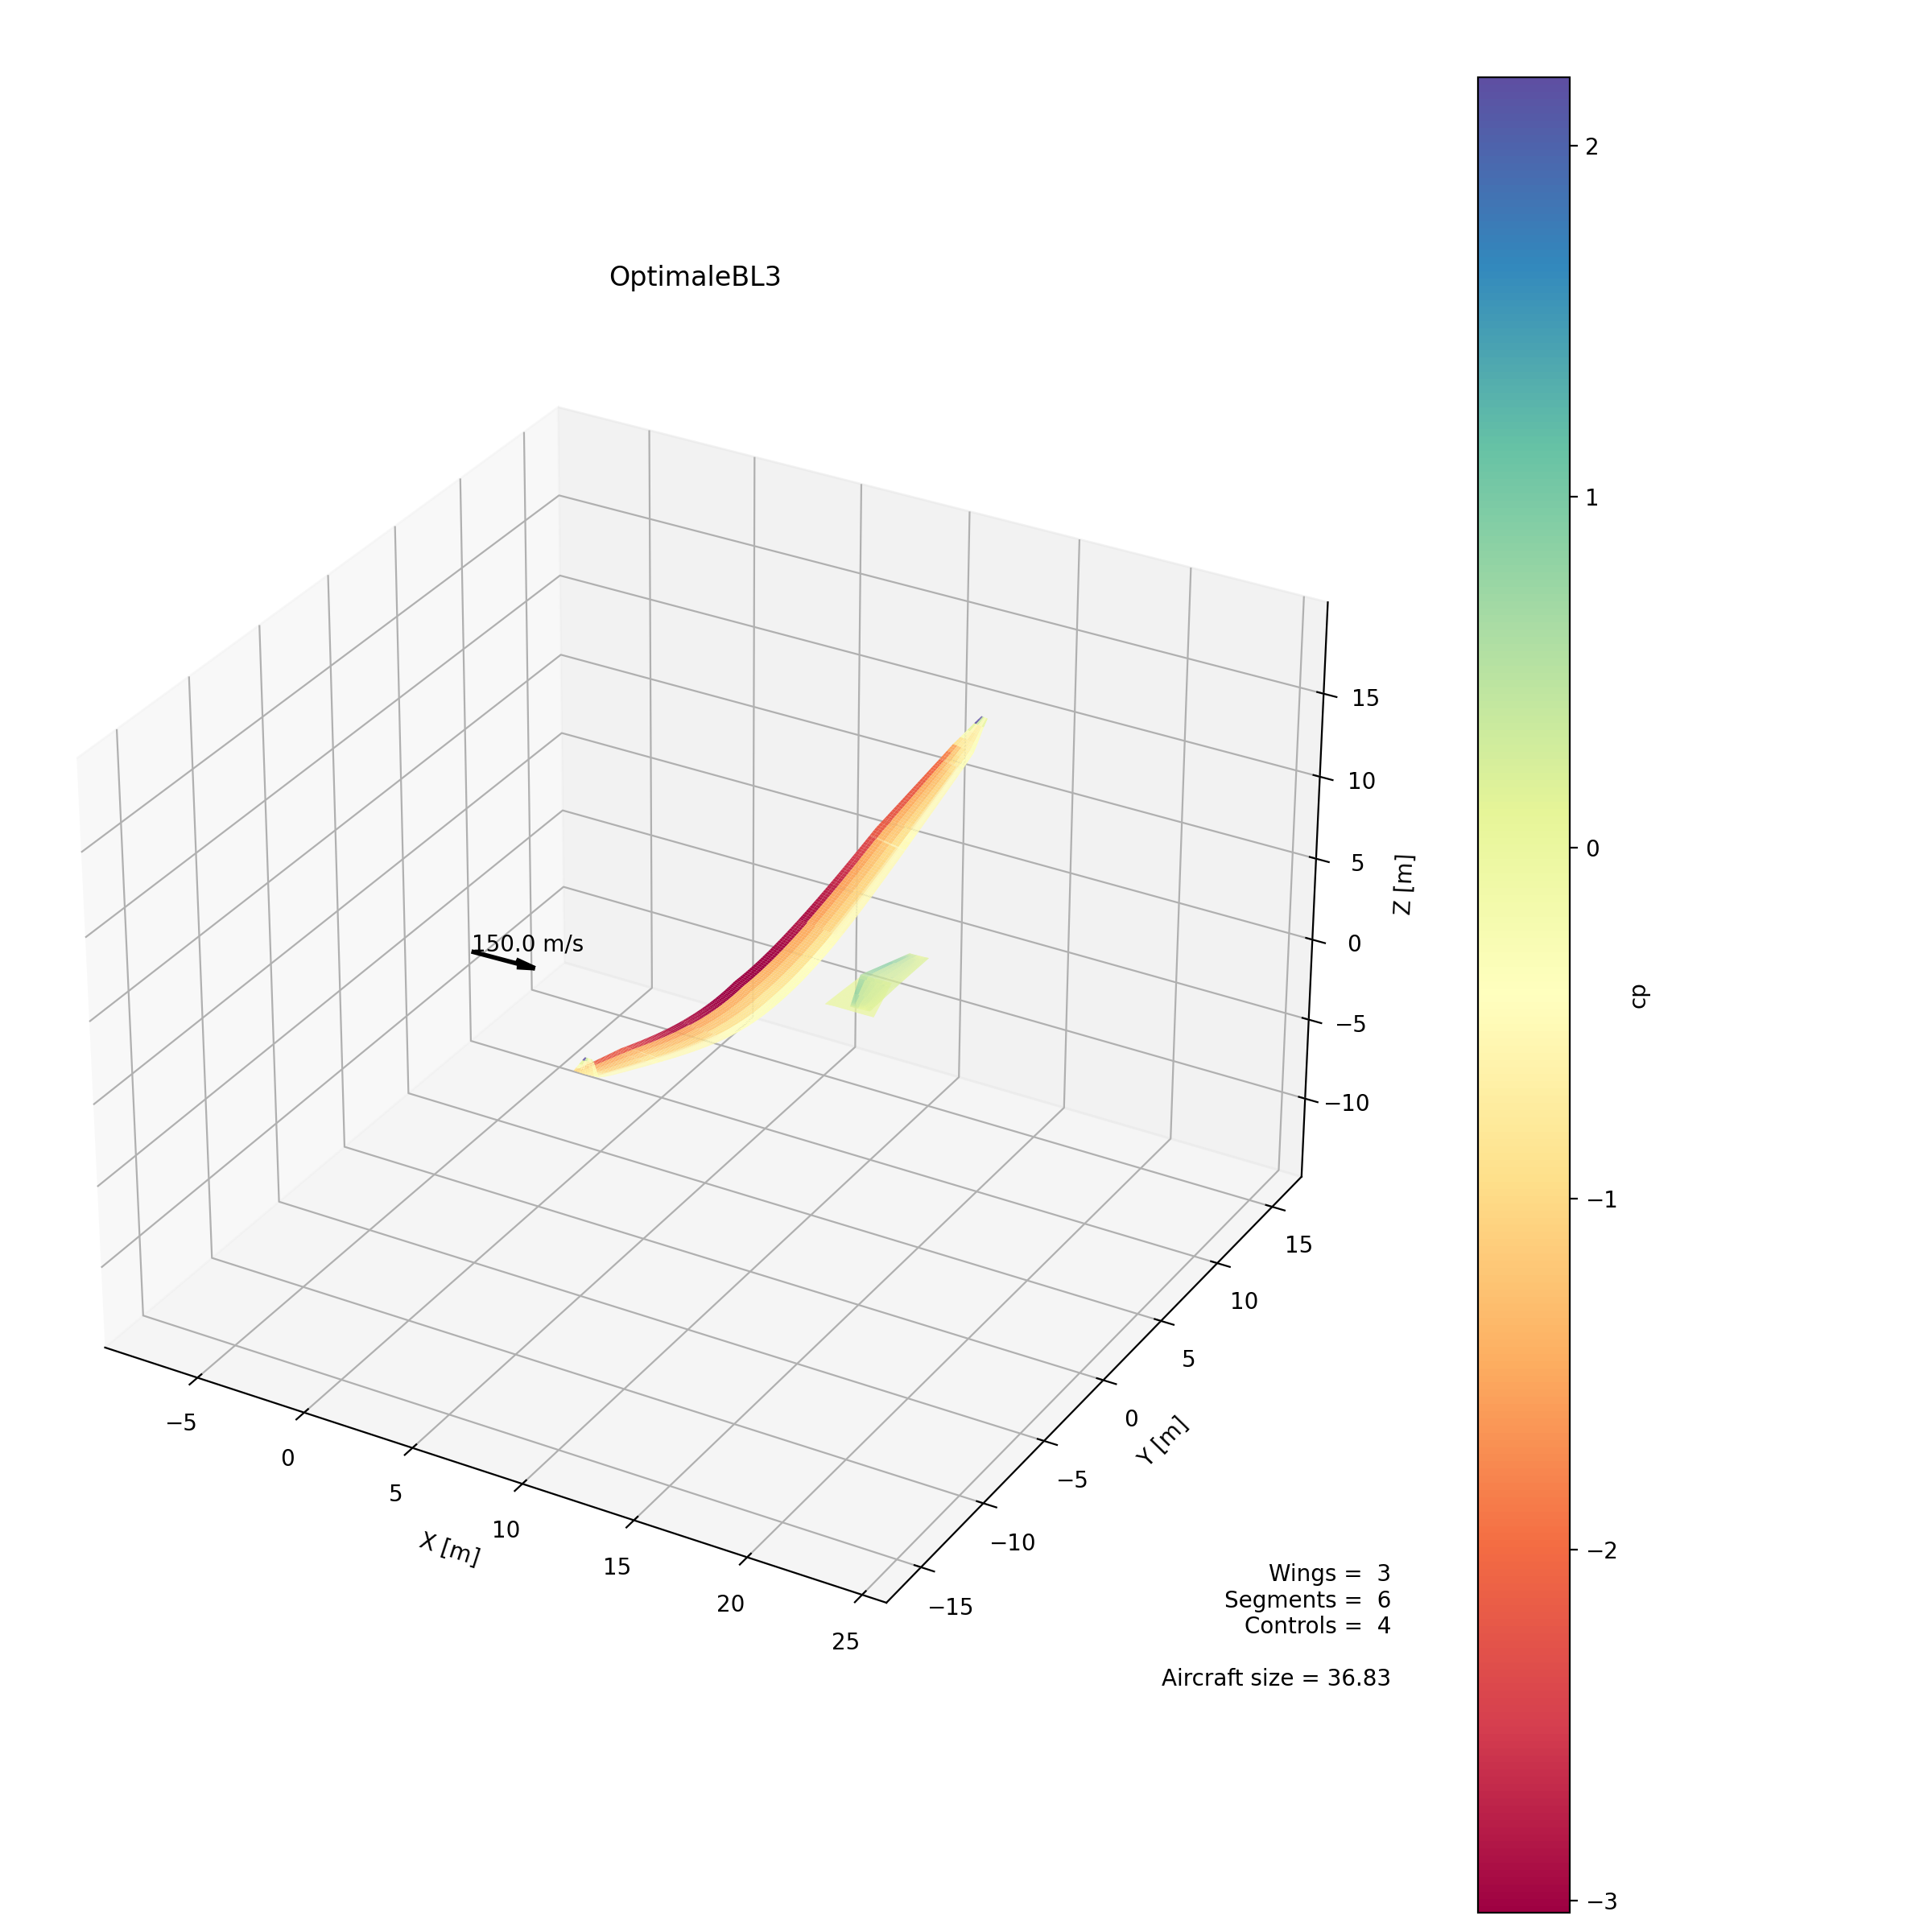 OptimaleBL3
150.0 m/s
15
10
5
0
−5
−10
Z [m]
−5
0
5
10
15
20
25
X [m]
15
10
5
0
−5
−10
−15
Y [m]
Wings =  3
Segments =  6
Controls =  4
Aircraft size = 36.83
2
1
0
−1
−2
−3
cp